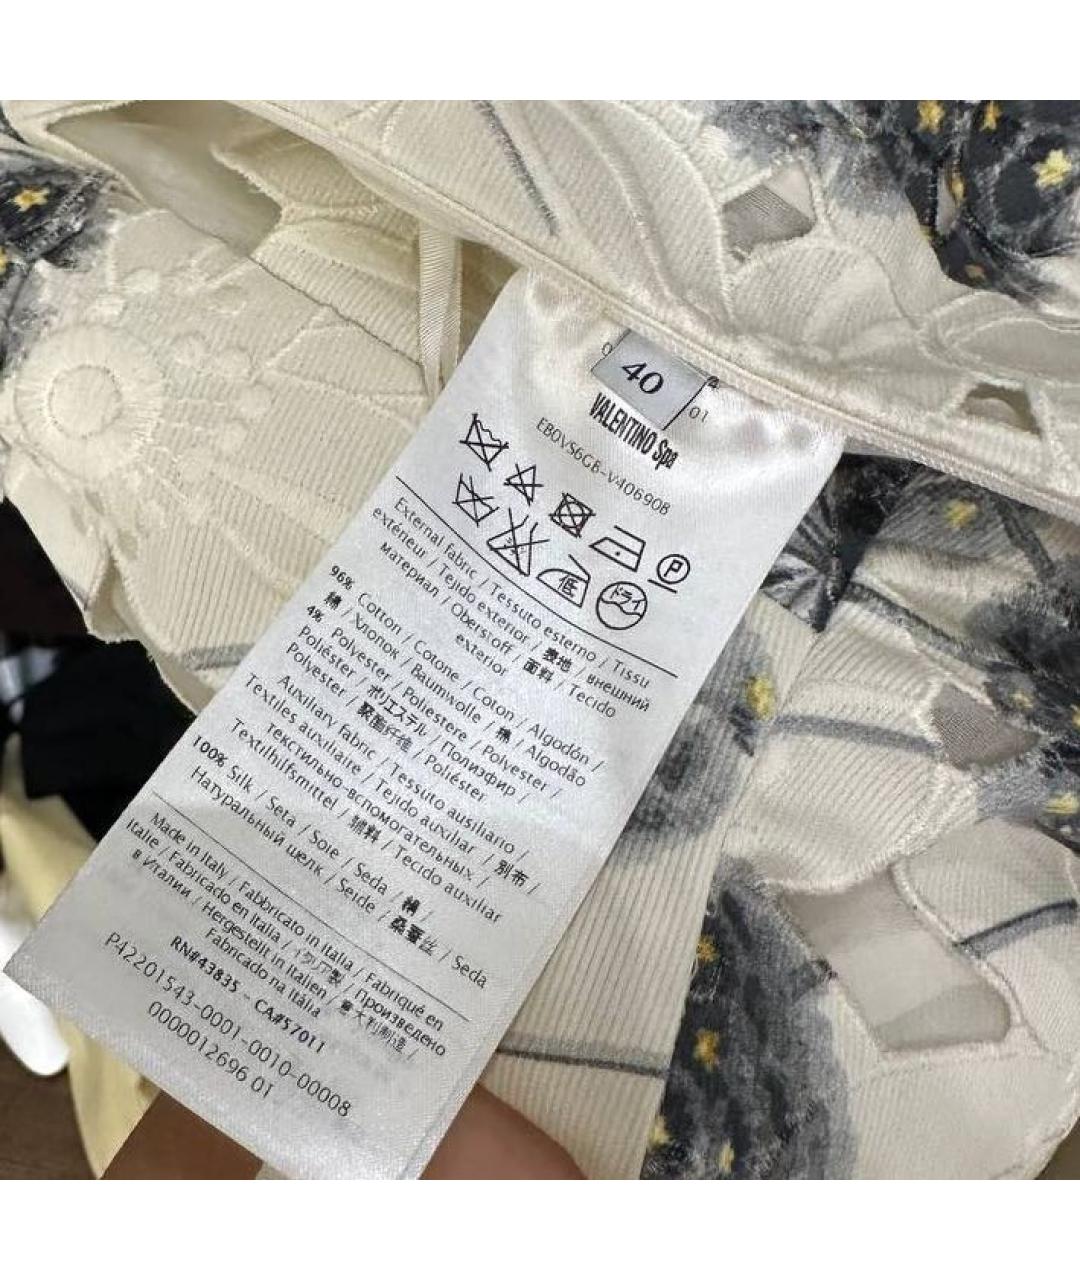 40
01
VALENTINO Spa
EB0VS6GB-V406908
P
低
ドライ
External fabric / Tessuto esterno / Tissu
extérieur / Tejido exterior / 表地 / внешний
материал / Oberstoff / 面料 / Tecido
exterior
96% Cotton / Cotone / Coton / Algodón /
綿 / Хлопок / Baumwolle / 棉 / Algodão
4% Polyester / Poliestere / Polyester /
Poliéster / ポリエステル / Полиэфир /
Polyester / 聚酯纤维 / Poliéster
Auxiliary fabric / Tessuto ausiliario /
Textiles auxiliaire / Tejido auxiliar / 別布 /
текстильно-вспомогательных /
Textilhilfsmittel / 辅料 / Tecido auxiliar
100% Silk / Seta / Soie / Seda / 絹 /
Натуральный шелк / Seide / 桑蚕丝 / Seda
Made in Italy / Fabbricato in Italia / Fabriqué en
Italie / Fabricado en Italia / イタリア製 / Произведено
в Италии / Hergestellt in Italien / 意大利制造 /
Fabricado na Itália
RN#43835 - CA#57011
P42201543-0001-0010-00008
0000012696 01